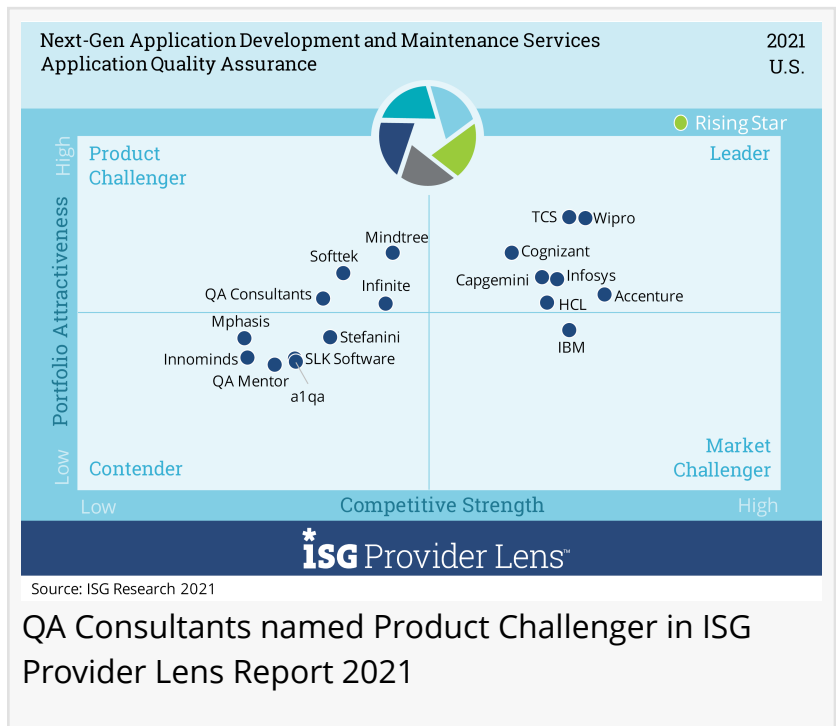 Next-Gen Application Development and Maintenance Services
Application Quality Assurance
2021
U.S.
Rising Star
High
Product
Challenger
Leader
Portfolio Attractiveness
TCS
Wipro
Mindtree
Softtek
Cognizant
Capgemini
Infosys
Infinite
QA Consultants
Accenture
HCL
Mphasis
Stefanini
IBM
Innominds
SLK Software
QA Mentor
a1qa
Market
Challenger
Contender
Low
Low
Competitive Strength
High
iSG Provider Lens™
Source: ISG Research 2021
QA Consultants named Product Challenger in ISG
Provider Lens Report 2021